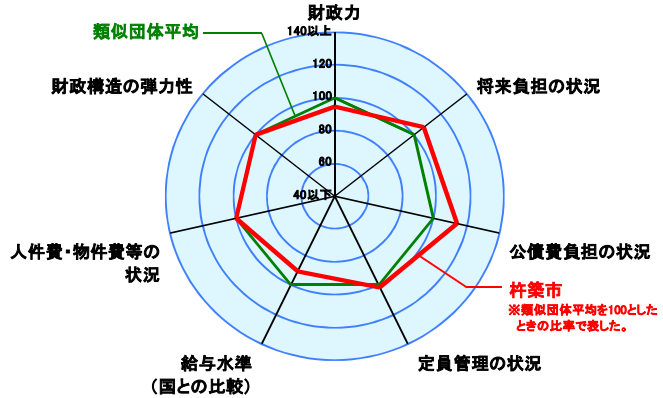 財政力
類似団体平均
140以上
120
100
80
60
40以下
財政構造の弾力性
将来負担の状況
人件費・物件費等の
状況
公債費負担の状況
杵築市
※類似団体平均を100とした
ときの比率で表した。
給与水準
（国との比較）
定員管理の状況